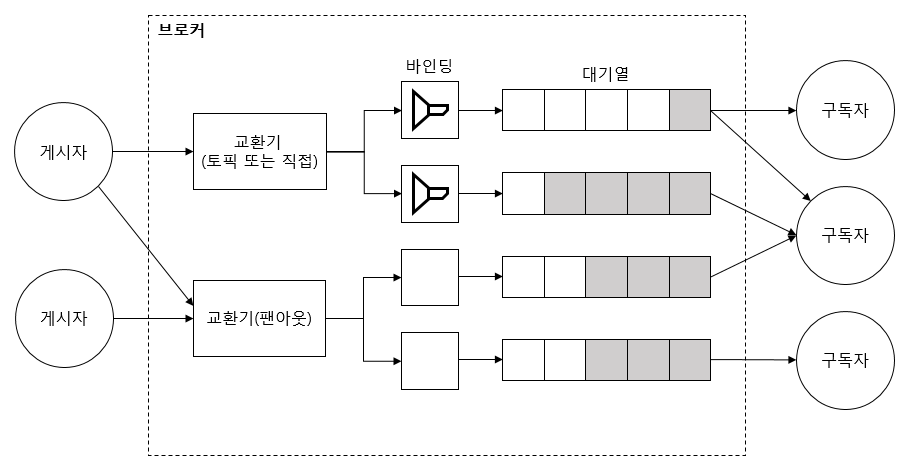 브로커
바인딩
대기열
게시자
교환기
(토픽 또는 직접)
구독자
구독자
게시자
교환기(팬아웃)
구독자